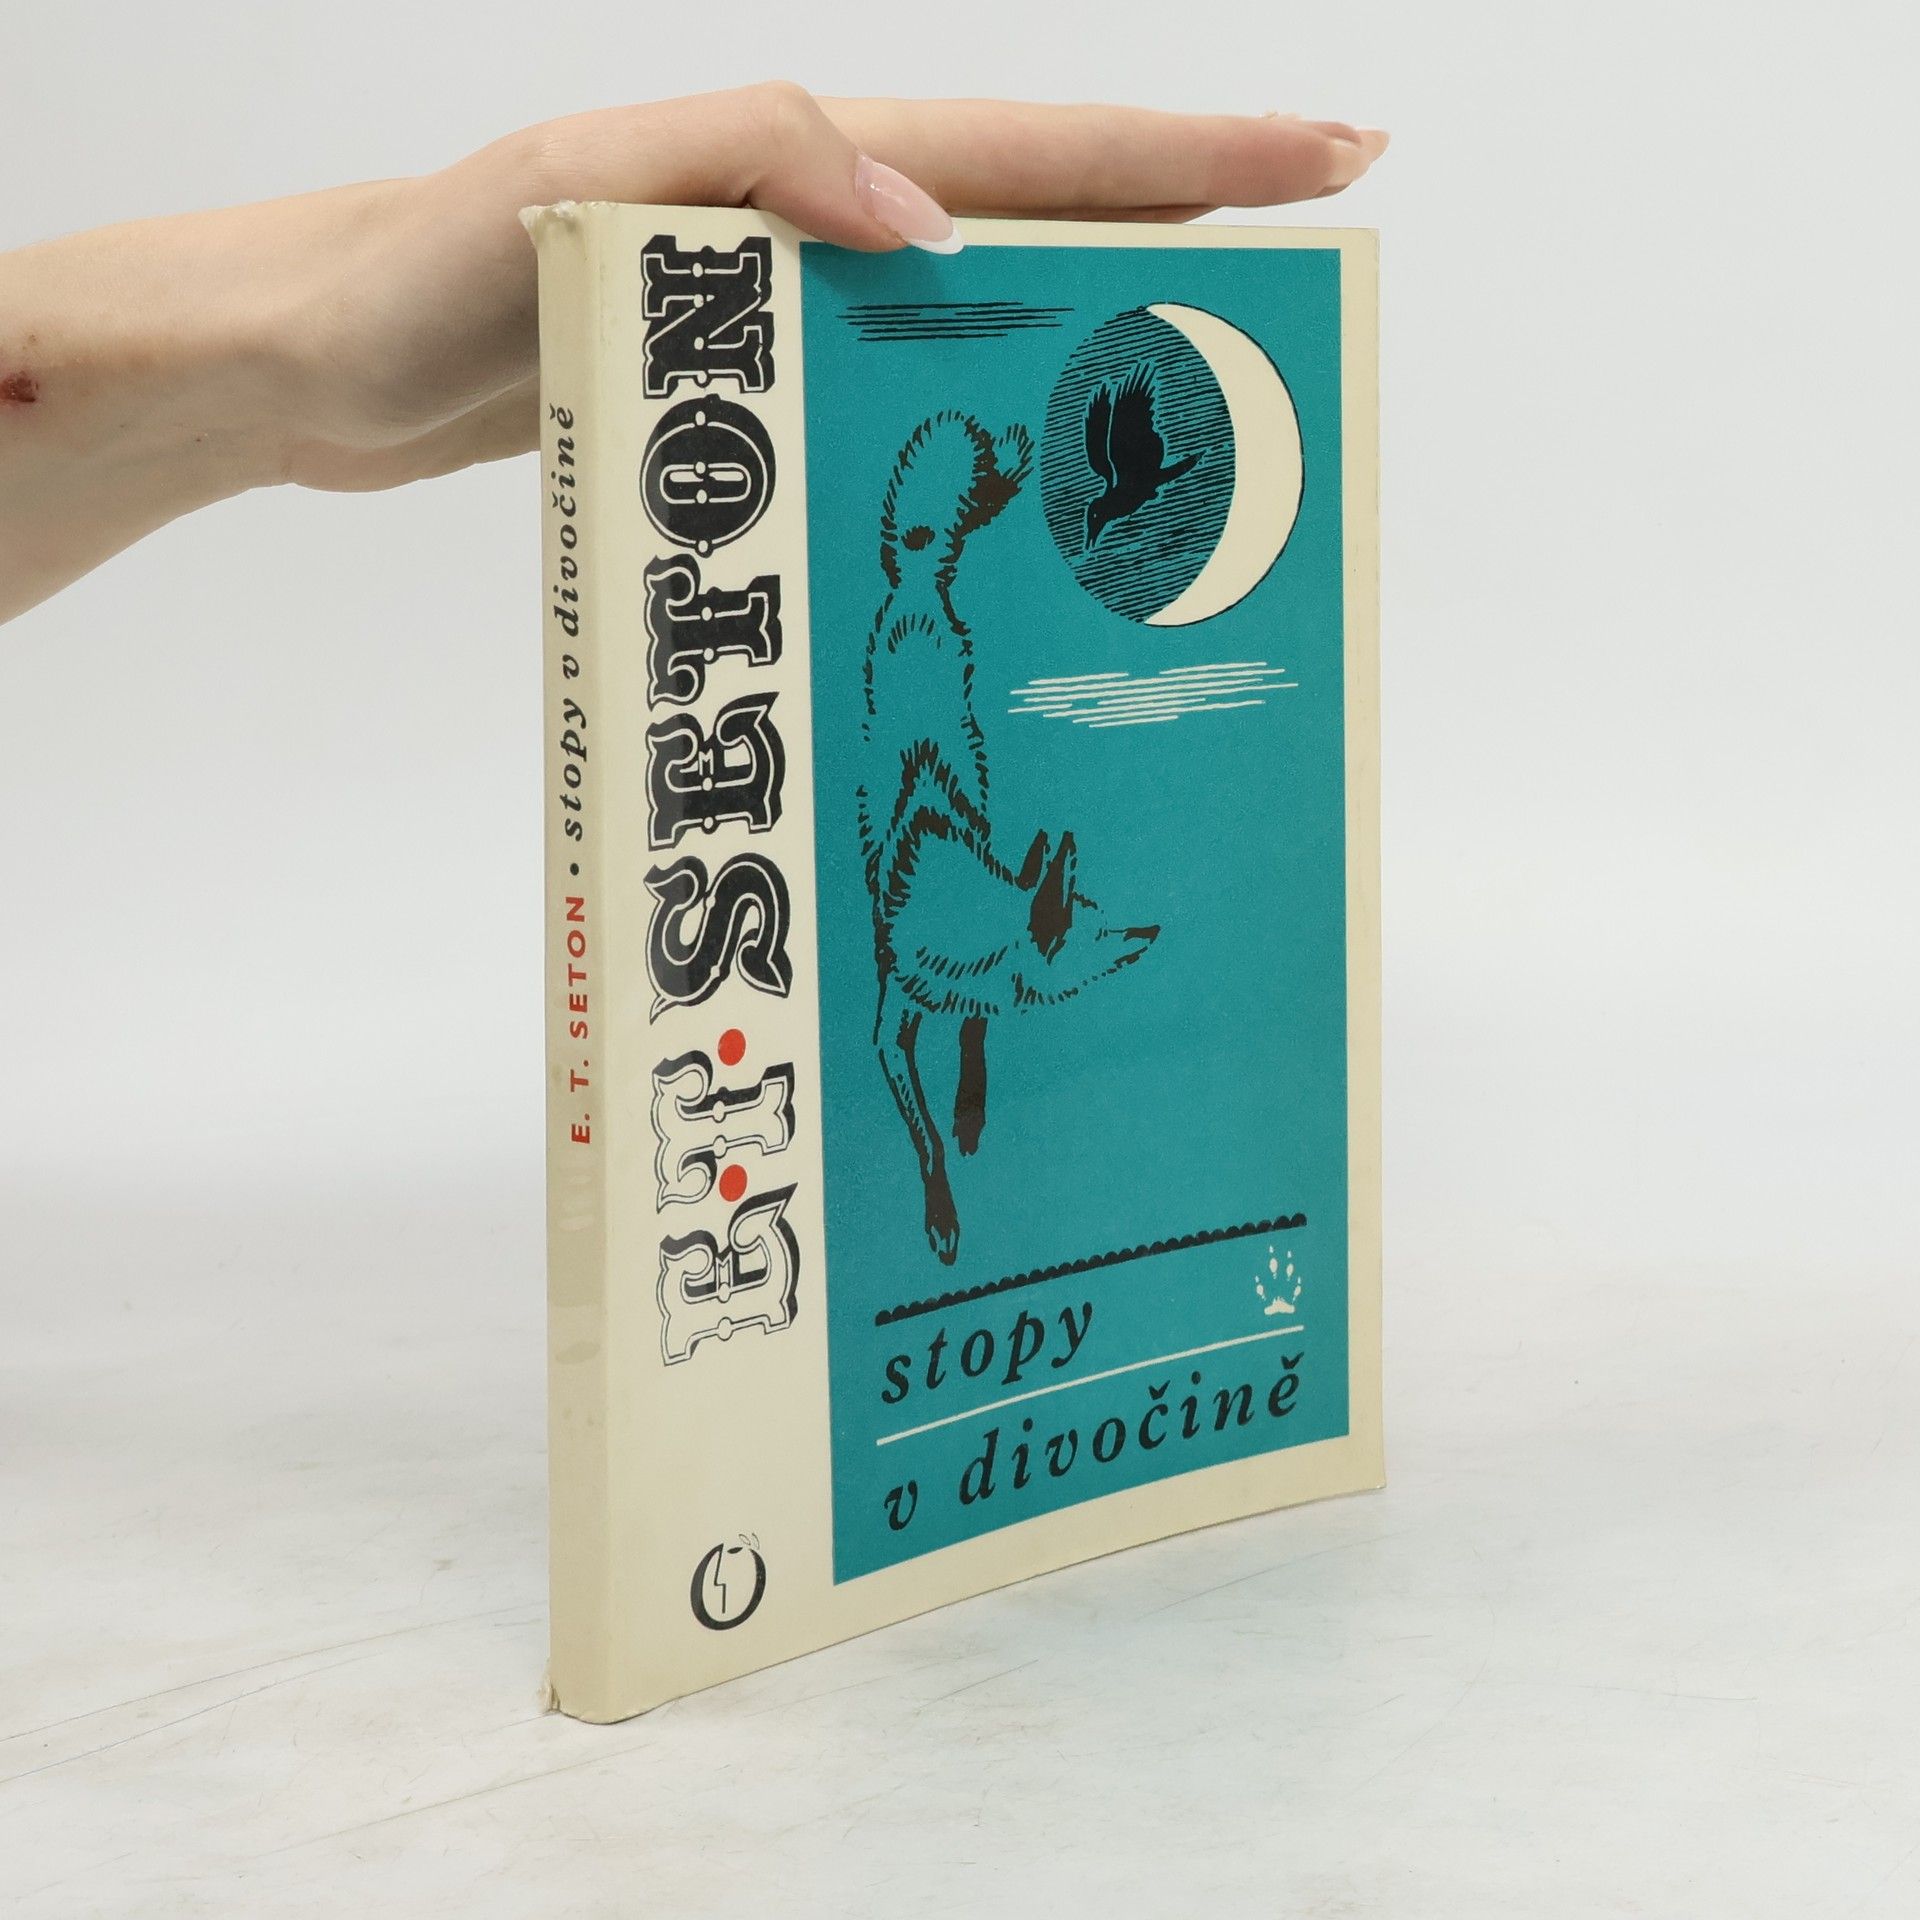 E. T. SETON • stopy v divočině
E.T. SETON
stopy
v divočině